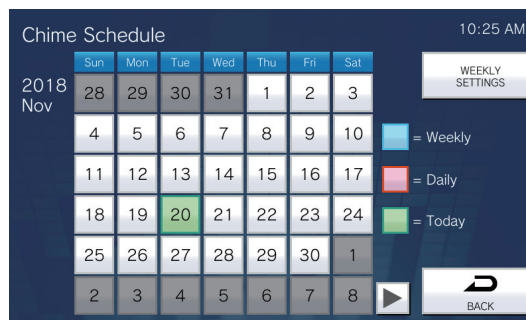 Chime Schedule
10:25 AM
2018
Nov
Sun Mon Tue Wed Thu Fri Sat
28 29 30 31 1 2 3
4 5 6 7 8 9 10
11 12 13 14 15 16 17
18 19 20 21 22 23 24
25 26 27 28 29 30 1
2 3 4 5 6 7 8
WEEKLY
SETTINGS
= Weekly
= Daily
= Today
BACK